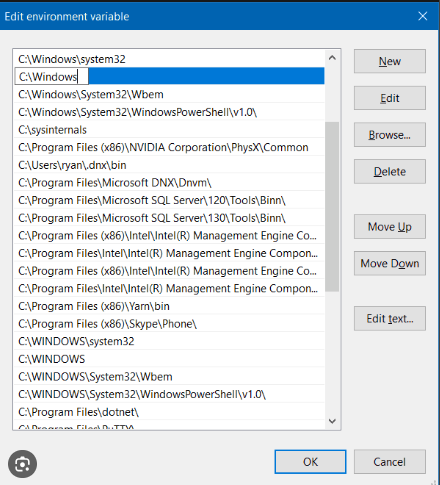 Edit environment variable
C:\Windows\system32
C:\Windows
C:\Windows\System32\Wbem
C:\Windows\System32\WindowsPowerShell\v1.0\
C:\sysinternals
C:\Program Files (x86)\NVIDIA Corporation\PhysX\Common
C:\Users\ryan\.dnx\bin
C:\Program Files\Microsoft DNX\Dnvm\
C:\Program Files\Microsoft SQL Server\120\Tools\Binn\
C:\Program Files\Microsoft SQL Server\130\Tools\Binn\
C:\Program Files (x86)\Intel\Intel(R) Management Engine Co...
C:\Program Files\Intel\Intel(R) Management Engine Compon...
C:\Program Files (x86)\Intel\Intel(R) Management Engine Co...
C:\Program Files\Intel\Intel(R) Management Engine Compon...
C:\Program Files (x86)\Yarn\bin
C:\Program Files (x86)\Skype\Phone\
C:\WINDOWS\system32
C:\WINDOWS
C:\WINDOWS\System32\Wbem
C:\WINDOWS\System32\WindowsPowerShell\v1.0\
C:\Program Files\dotnet\
C:\Program Files\PuTTY\
New
Edit
Browse...
Delete
Move Up
Move Down
Edit text...
OK
Cancel